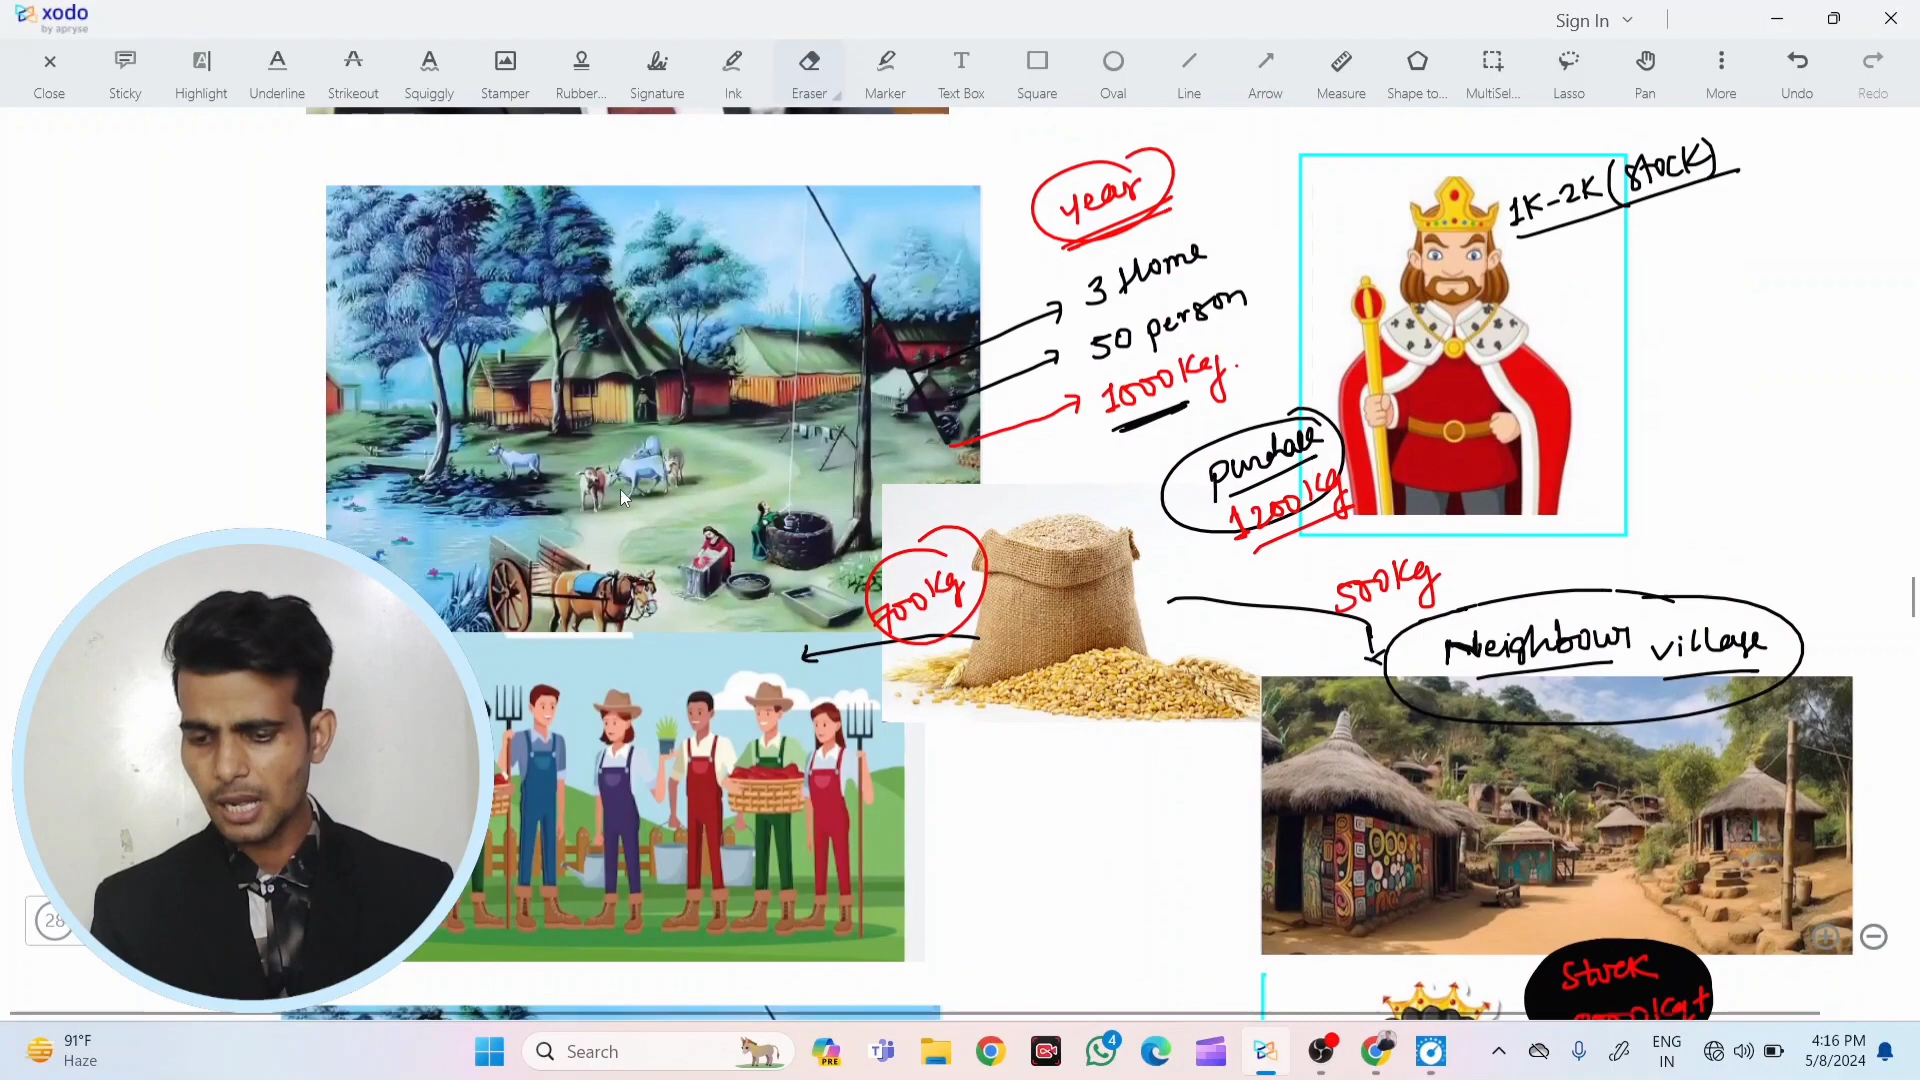 xodo
by apryse
Sign In
Close
Sticky
Highlight
Underline
Strikeout
Squiggly
Stamper
Rubber...
Signature
Ink
Eraser
Marker
Text Box
Square
Oval
Line
Arrow
Measure
Shape to...
MultiSel...
Lasso
Pan
More
Undo
Redo
year
1K-2K (stock)
3 Home
50 person
1000 Kg.
purchase
1200 Kg
700 Kg
500 Kg
Neighbour village
28
Stock
91°F
Haze
Search
PRE
4
ENG
IN
4:16 PM
5/8/2024